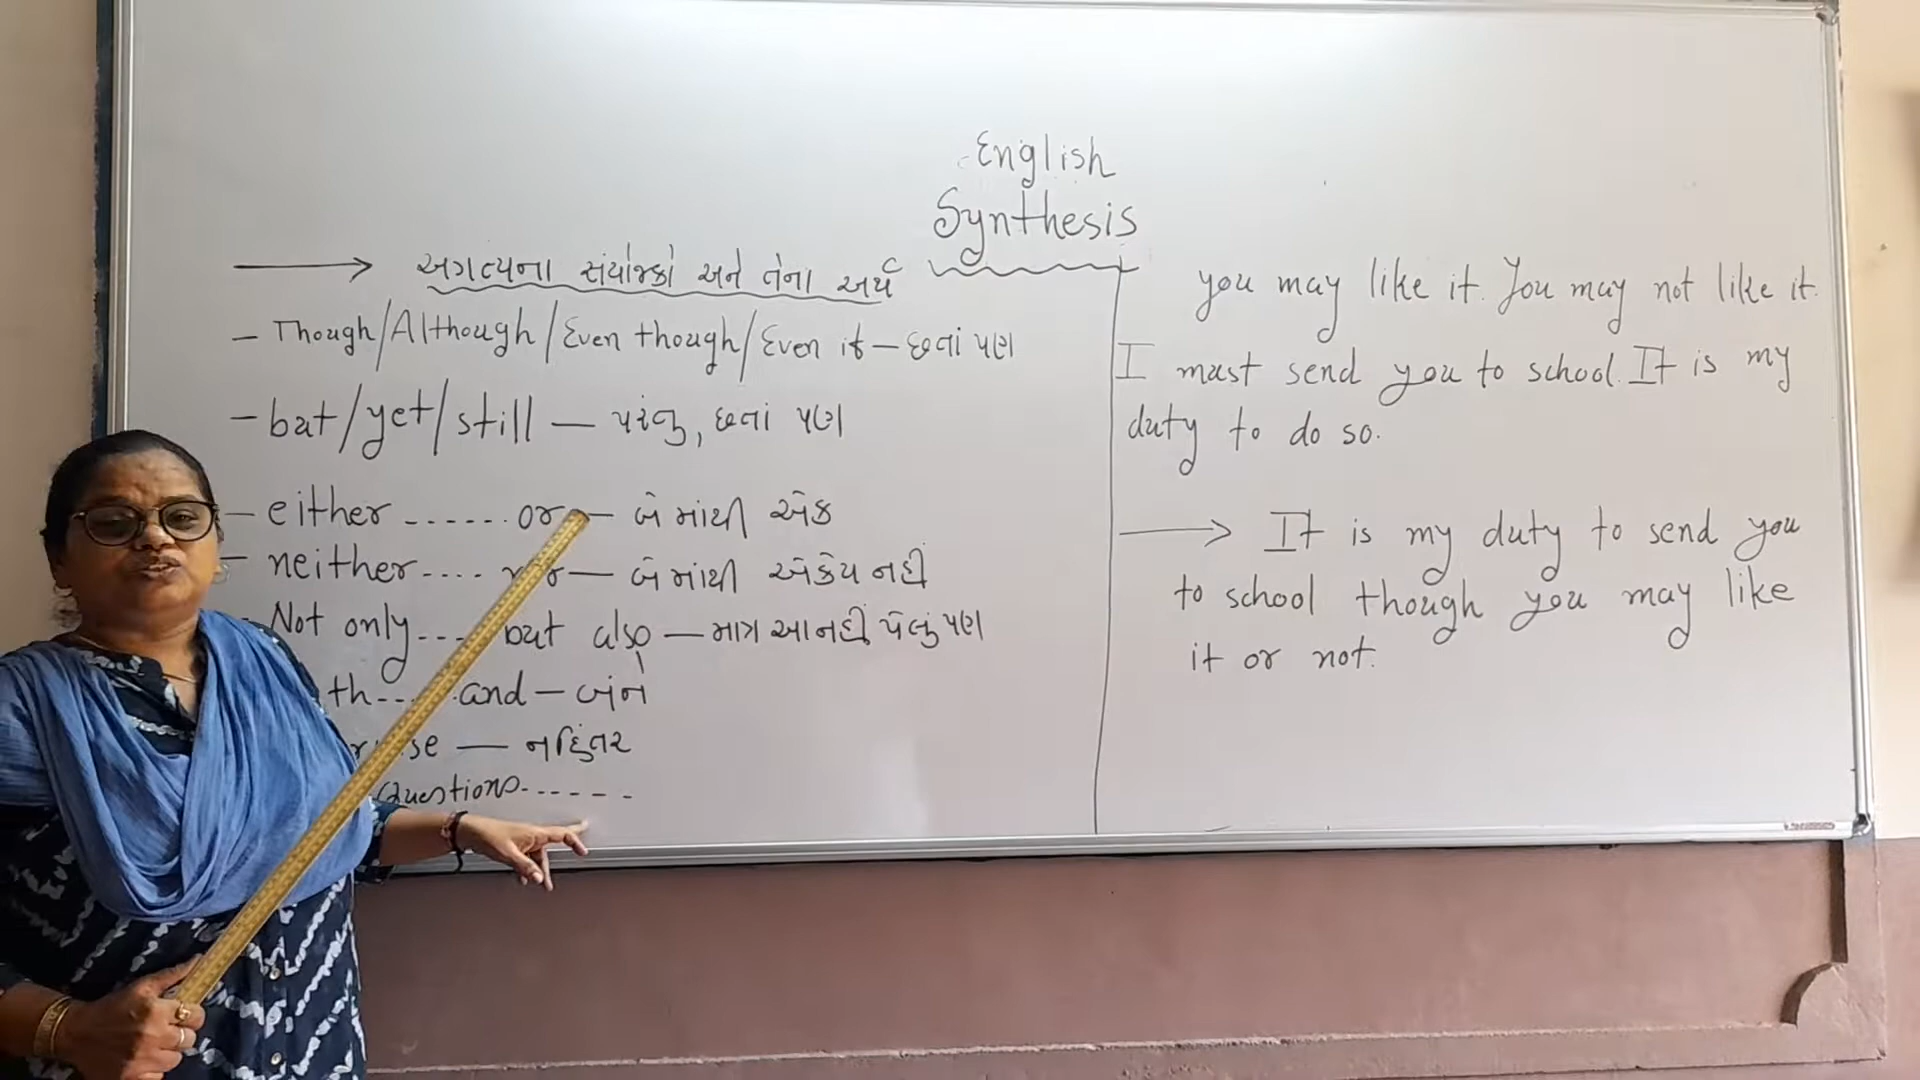 English
Synthesis
→ અગત્યના સંયોજકો અને તેના અર્થ
– Though/Although/Even though/Even if – છતાં પણ
– but/yet/still – પરંતુ, છતાં પણ
– either ...... or – બે માંથી એક
– neither .... – બે માંથી એકેય નહી
Not only.... but also – માત્ર આ નહીં પેલું પણ
and – બંને
– નહિતર
Questions......
you may like it. You may not like it.
I must send you to school. It is my
duty to do so.
→ It is my duty to send you
to school though you may like
it or not.